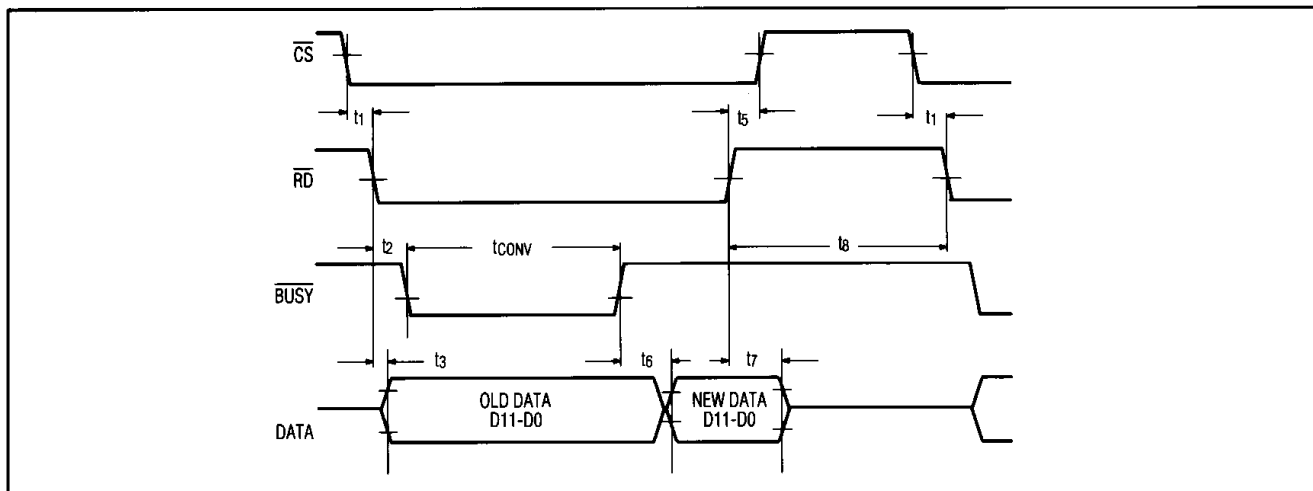 CS
t1
t5
t1
RD
t2
tCONV
t8
BUSY
t3
t6
t7
OLD DATA
D11-D0
NEW DATA
D11-D0
DATA